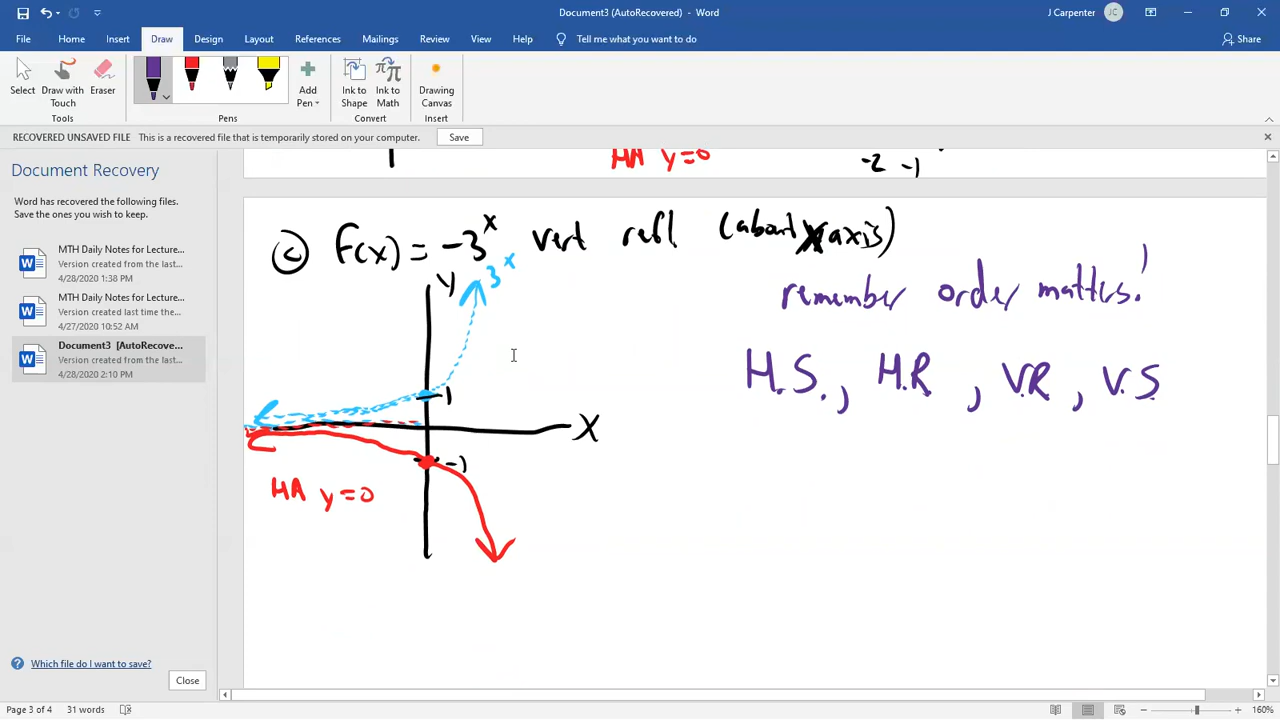 Document3 (AutoRecovered) - Word
J Carpenter JC
File Home Insert Draw Design Layout References Mailings Review View Help Tell me what you want to do Share
Select Draw with Touch Eraser Add Pen Ink to Shape Ink to Math Drawing Canvas
Tools Pens Convert Insert
RECOVERED UNSAVED FILE This is a recovered file that is temporarily stored on your computer. Save
Document Recovery
Word has recovered the following files.
Save the ones you wish to keep.
MTH Daily Notes for Lecture...
Version created from the last...
4/28/2020 1:38 PM
MTH Daily Notes for Lecture...
Version created last time the...
4/27/2020 10:52 AM
Document3 [AutoRecove...
Version created from the last...
4/28/2020 2:10 PM
Which file do I want to save?
Close
1 HA y=0 -2 -1
c F(x) = -3^x vert refl (about x axis)
y 3^x
remember order matters!
H.S., H.R, V.R, V.S
1
X
-1
HA y=0
Page 3 of 4 31 words 160%